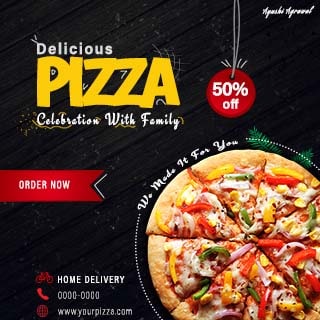 Ayushi Agrawal
Delicious
PIZZA
Celebration With Family
50%
off
We Made It For You
ORDER NOW
HOME DELIVERY
0000-0000
www.yourpizza.com